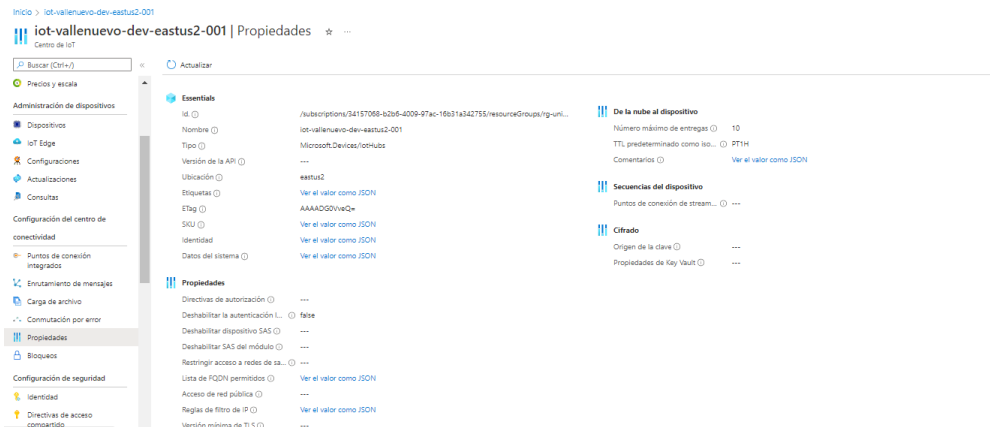 Inicio > iot-vallenuevo-dev-eastus2-001
iot-vallenuevo-dev-eastus2-001 | Propiedades
Centro de IoT
Buscar (Ctrl+/)
Actualizar
Precios y escala
Administración de dispositivos
Dispositivos
IoT Edge
Configuraciones
Actualizaciones
Consultas
Configuración del centro de
conectividad
Puntos de conexión
integrados
Enrutamiento de mensajes
Carga de archivo
Conmutación por error
Propiedades
Bloqueos
Configuración de seguridad
Identidad
Directivas de acceso
compartido
Essentials
Id. /subscriptions/34157068-b2b6-4009-97ac-16b31a342755/resourceGroups/rg-uni...
Nombre iot-vallenuevo-dev-eastus2-001
Tipo Microsoft.Devices/IotHubs
Versión de la API ---
Ubicación eastus2
Etiquetas Ver el valor como JSON
ETag AAAADG0VveQ=
SKU Ver el valor como JSON
Identidad Ver el valor como JSON
Datos del sistema Ver el valor como JSON
Propiedades
Directivas de autorización ---
Deshabilitar la autenticación l... false
Deshabilitar dispositivo SAS ---
Deshabilitar SAS del módulo ---
Restringir acceso a redes de sa... ---
Lista de FQDN permitidos Ver el valor como JSON
Acceso de red pública ---
Reglas de filtro de IP Ver el valor como JSON
Versión mínima de TLS ---
De la nube al dispositivo
Número máximo de entregas 10
TTL predeterminado como iso... PT1H
Comentarios Ver el valor como JSON
Secuencias del dispositivo
Puntos de conexión de stream... ---
Cifrado
Origen de la clave ---
Propiedades de Key Vault ---